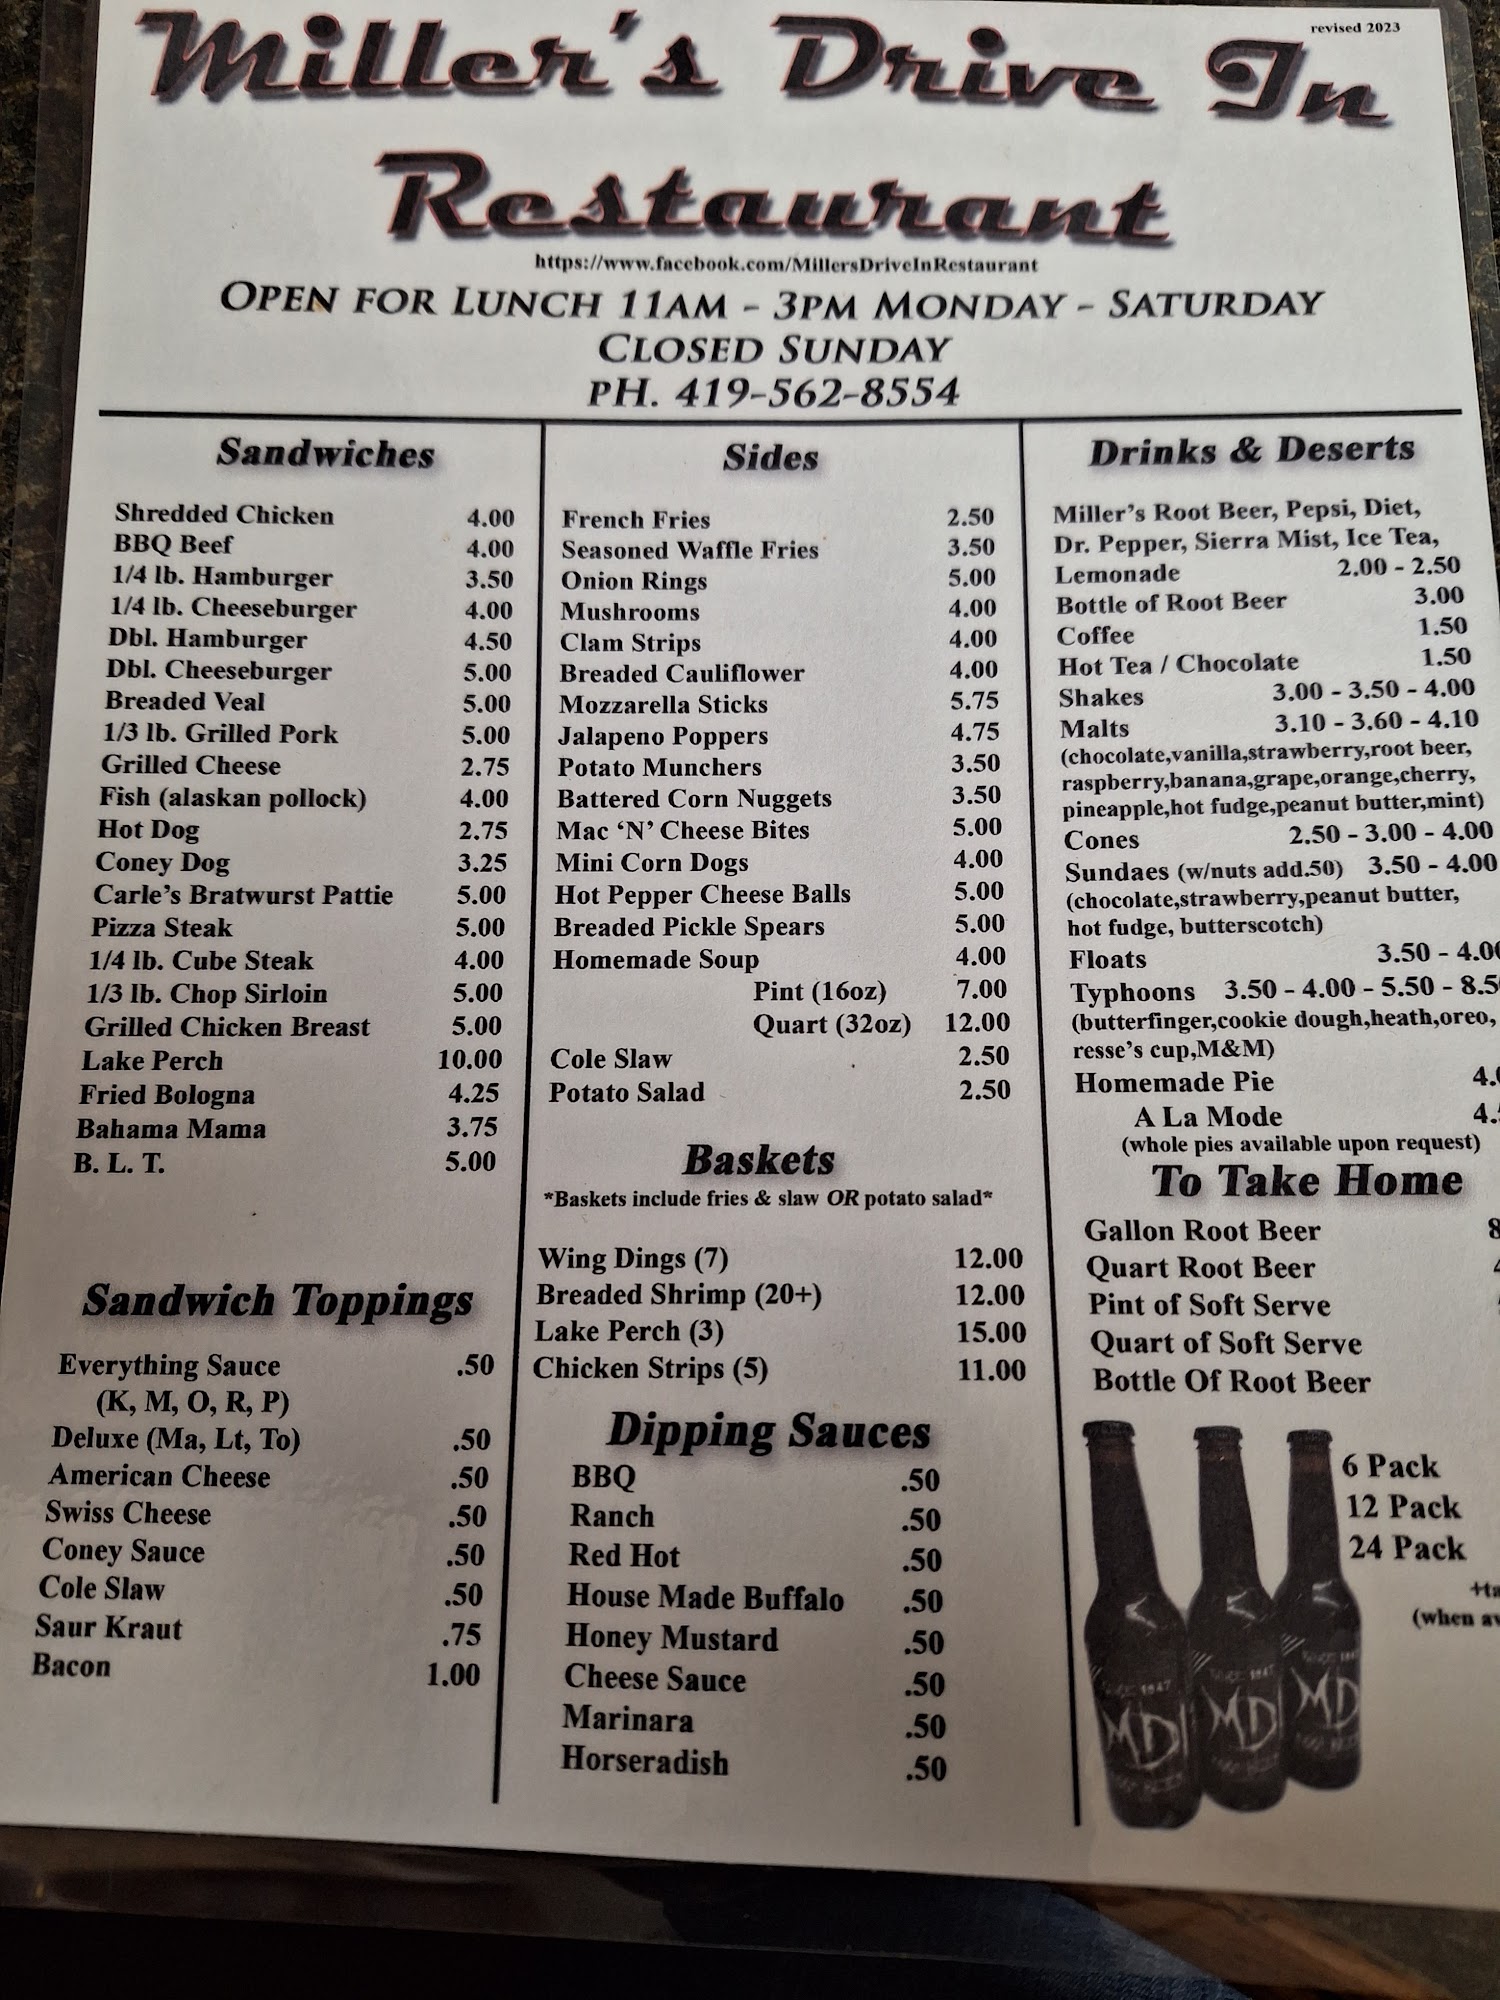 revised 2023
Miller's Drive In
Restaurant
https://www.facebook.com/MillersDriveInRestaurant
OPEN FOR LUNCH 11AM - 3PM MONDAY - SATURDAY
CLOSED SUNDAY
PH. 419-562-8554
Sandwiches
Shredded Chicken 4.00
BBQ Beef 4.00
1/4 lb. Hamburger 3.50
1/4 lb. Cheeseburger 4.00
Dbl. Hamburger 4.50
Dbl. Cheeseburger 5.00
Breaded Veal 5.00
1/3 lb. Grilled Pork 5.00
Grilled Cheese 2.75
Fish (alaskan pollock) 4.00
Hot Dog 2.75
Coney Dog 3.25
Carle's Bratwurst Pattie 5.00
Pizza Steak 5.00
1/4 lb. Cube Steak 4.00
1/3 lb. Chop Sirloin 5.00
Grilled Chicken Breast 5.00
Lake Perch 10.00
Fried Bologna 4.25
Bahama Mama 3.75
B. L. T. 5.00
Sandwich Toppings
Everything Sauce .50
(K, M, O, R, P)
Deluxe (Ma, Lt, To) .50
American Cheese .50
Swiss Cheese .50
Coney Sauce .50
Cole Slaw .50
Saur Kraut .75
Bacon 1.00
Sides
French Fries 2.50
Seasoned Waffle Fries 3.50
Onion Rings 5.00
Mushrooms 4.00
Clam Strips 4.00
Breaded Cauliflower 4.00
Mozzarella Sticks 5.75
Jalapeno Poppers 4.75
Potato Munchers 3.50
Battered Corn Nuggets 3.50
Mac 'N' Cheese Bites 5.00
Mini Corn Dogs 4.00
Hot Pepper Cheese Balls 5.00
Breaded Pickle Spears 5.00
Homemade Soup 4.00
Pint (16oz) 7.00
Quart (32oz) 12.00
Cole Slaw 2.50
Potato Salad 2.50
Baskets
*Baskets include fries & slaw OR potato salad*
Wing Dings (7) 12.00
Breaded Shrimp (20+) 12.00
Lake Perch (3) 15.00
Chicken Strips (5) 11.00
Dipping Sauces
BBQ .50
Ranch .50
Red Hot .50
House Made Buffalo .50
Honey Mustard .50
Cheese Sauce .50
Marinara .50
Horseradish .50
Drinks & Deserts
Miller's Root Beer, Pepsi, Diet,
Dr. Pepper, Sierra Mist, Ice Tea,
Lemonade 2.00 - 2.50
Bottle of Root Beer 3.00
Coffee 1.50
Hot Tea / Chocolate 1.50
Shakes 3.00 - 3.50 - 4.00
Malts 3.10 - 3.60 - 4.10
(chocolate,vanilla,strawberry,root beer,
raspberry,banana,grape,orange,cherry,
pineapple,hot fudge,peanut butter,mint)
Cones 2.50 - 3.00 - 4.00
Sundaes (w/nuts add.50) 3.50 - 4.00
(chocolate,strawberry,peanut butter,
hot fudge, butterscotch)
Floats 3.50 - 4.00
Typhoons 3.50 - 4.00 - 5.50 - 8.5
(butterfinger,cookie dough,heath,oreo,
resse's cup,M&M)
Homemade Pie 4.
A La Mode 4.
(whole pies available upon request)
To Take Home
Gallon Root Beer 8
Quart Root Beer
Pint of Soft Serve
Quart of Soft Serve
Bottle Of Root Beer
6 Pack
12 Pack
24 Pack
(when
MD
MD
MD